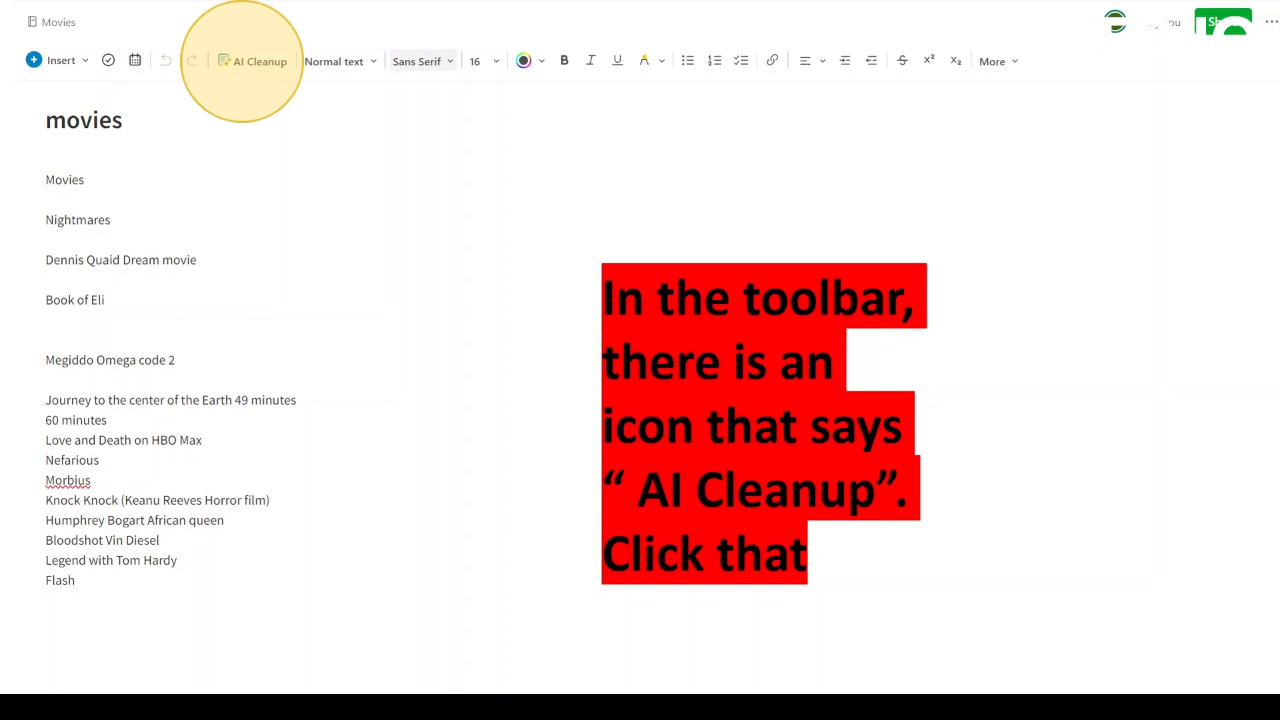 Movies
Insert
AI Cleanup
Normal text
Sans Serif
16
B
I
U
A
S
x²
x₂
More
movies
Movies
Nightmares
Dennis Quaid Dream movie
Book of Eli
Megiddo Omega code 2
Journey to the center of the Earth 49 minutes
60 minutes
Love and Death on HBO Max
Nefarious
Morbius
Knock Knock (Keanu Reeves Horror film)
Humphrey Bogart African queen
Bloodshot Vin Diesel
Legend with Tom Hardy
Flash
In the toolbar,
there is an
icon that says
“ AI Cleanup”.
Click that